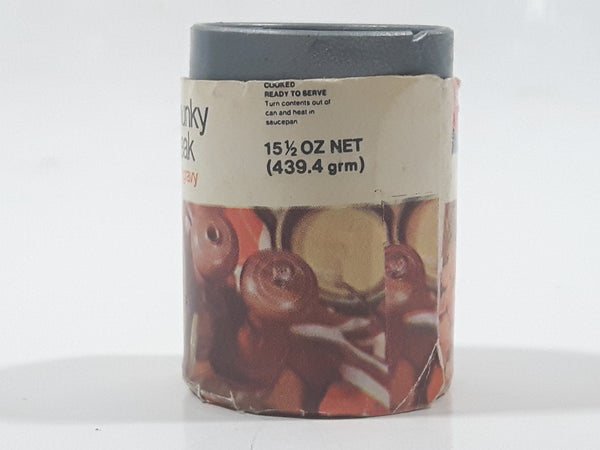 COOKED
READY TO SERVE
Turn contents out of
can and heat in
saucepan
unky
eak
gravy
15½ OZ NET
(439.4 grm)